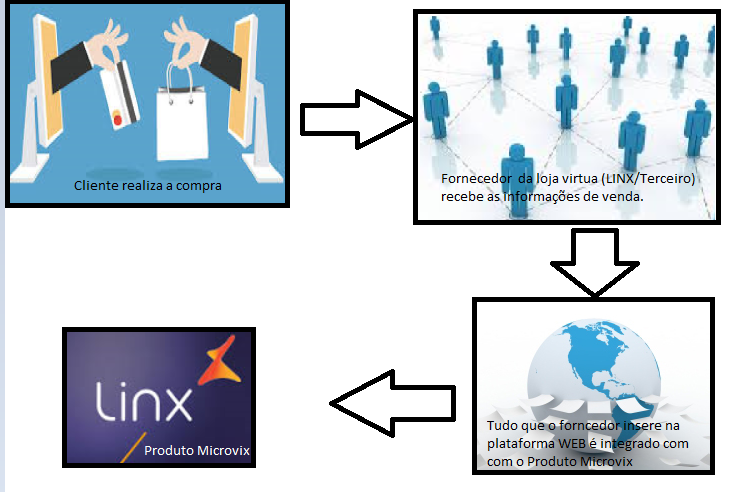 Cliente realiza a compra
Fornecedor da loja virtua (LINX/Terceiro)
recebe as informações de venda.
Tudo que o forncedor insere na
plataforma WEB é integrado com
com o Produto Microvix
Linx
Produto Microvix